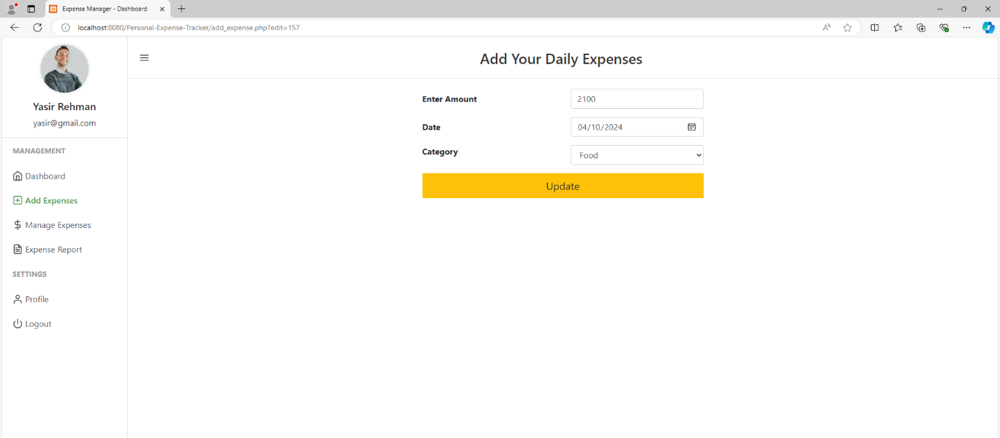 Expense Manager - Dashboard
localhost:8080/Personal-Expense-Tracker/add_expense.php?edit=157
Yasir Rehman
yasir@gmail.com
MANAGEMENT
Dashboard
Add Expenses
Manage Expenses
Expense Report
SETTINGS
Profile
Logout
Add Your Daily Expenses
Enter Amount 2100
Date 04/10/2024
Category Food
Update